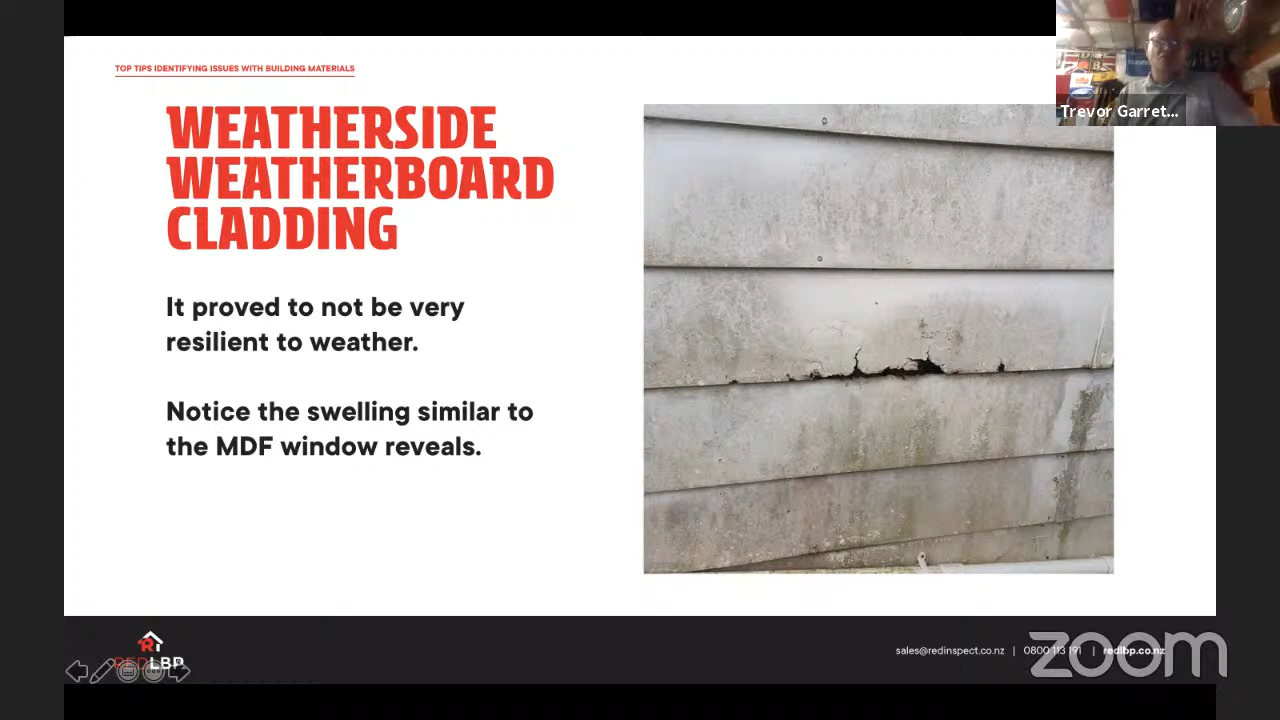 TOP TIPS IDENTIFYING ISSUES WITH BUILDING MATERIALS
Trevor Garret...
WEATHERSIDE
WEATHERBOARD
CLADDING
It proved to not be very
resilient to weather.
Notice the swelling similar to
the MDF window reveals.
REDLBP
sales@redinspect.co.nz | 0800 113 191 | redlbp.co.nz
zoom